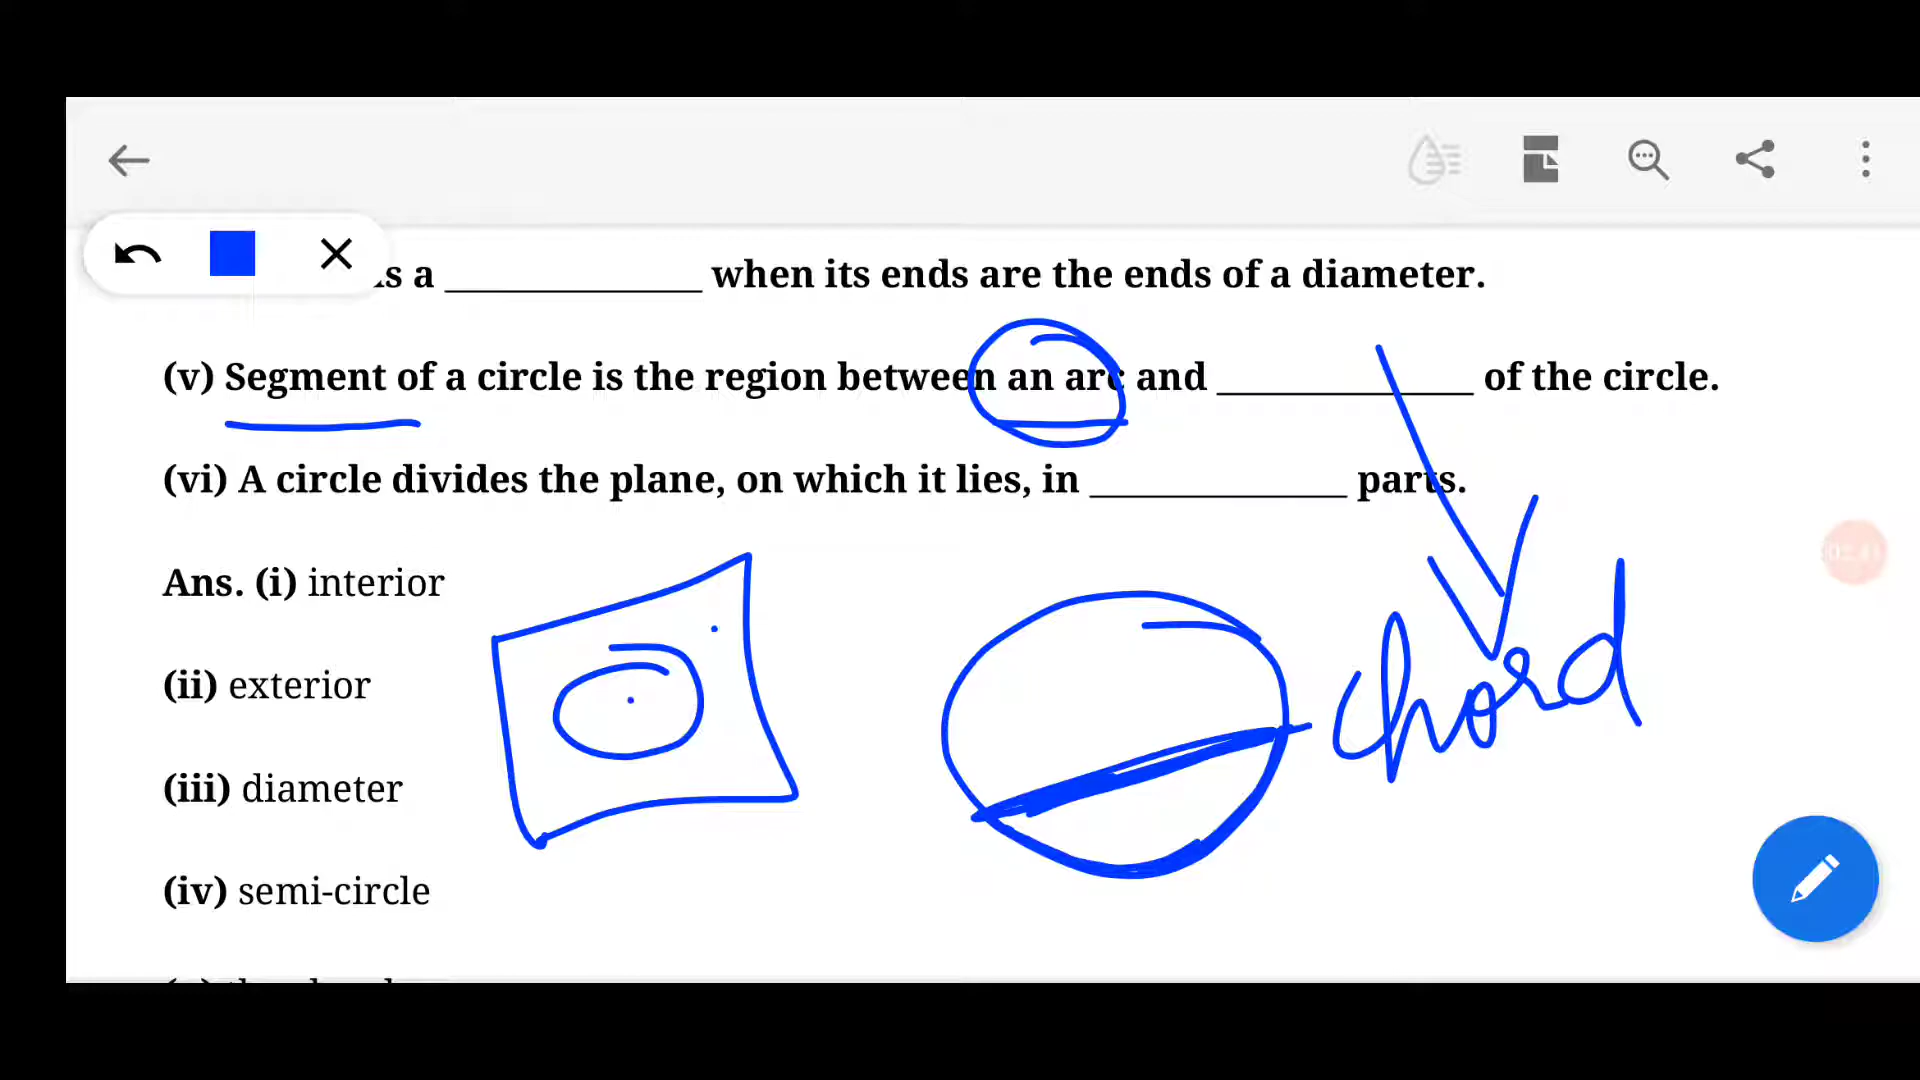 is a _____________ when its ends are the ends of a diameter.
(v) Segment of a circle is the region between an arc and _____________ of the circle.
(vi) A circle divides the plane, on which it lies, in _____________ parts.
Ans. (i) interior
(ii) exterior
chord
(iii) diameter
(iv) semi-circle